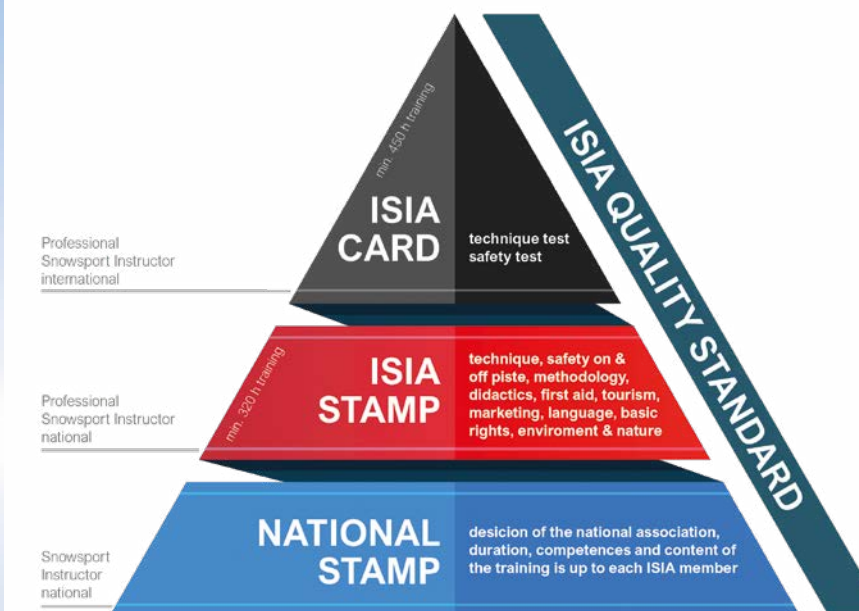 min. 450 h training
ISIA
CARD
technique test
safety test
Professional
Snowsport Instructor
international
ISIA QUALITY STANDARD
min. 320 h training
ISIA
STAMP
technique, safety on &
off piste, methodology,
didactics, first aid, tourism,
marketing, language, basic
rights, enviroment & nature
Professional
Snowsport Instructor
national
NATIONAL
STAMP
desicion of the national association,
duration, competences and content of
the training is up to each ISIA member
Snowsport
Instructor
national